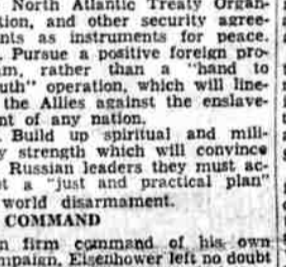 North Atlantic Treaty Organ-
tion, and other security agree-
nts as instruments for peace.
. Pursue a positive foreign pro-
am, rather than a "hand to
uth" operation, which will line-
the Allies against the enslave-
nt of any nation.
. Build up spiritual and mili-
y strength which will convince
Russian leaders they must ac-
t a "just and practical plan"
world disarmament.
COMMAND
n firm command of his own
mpaign, Eisenhower left no doubt